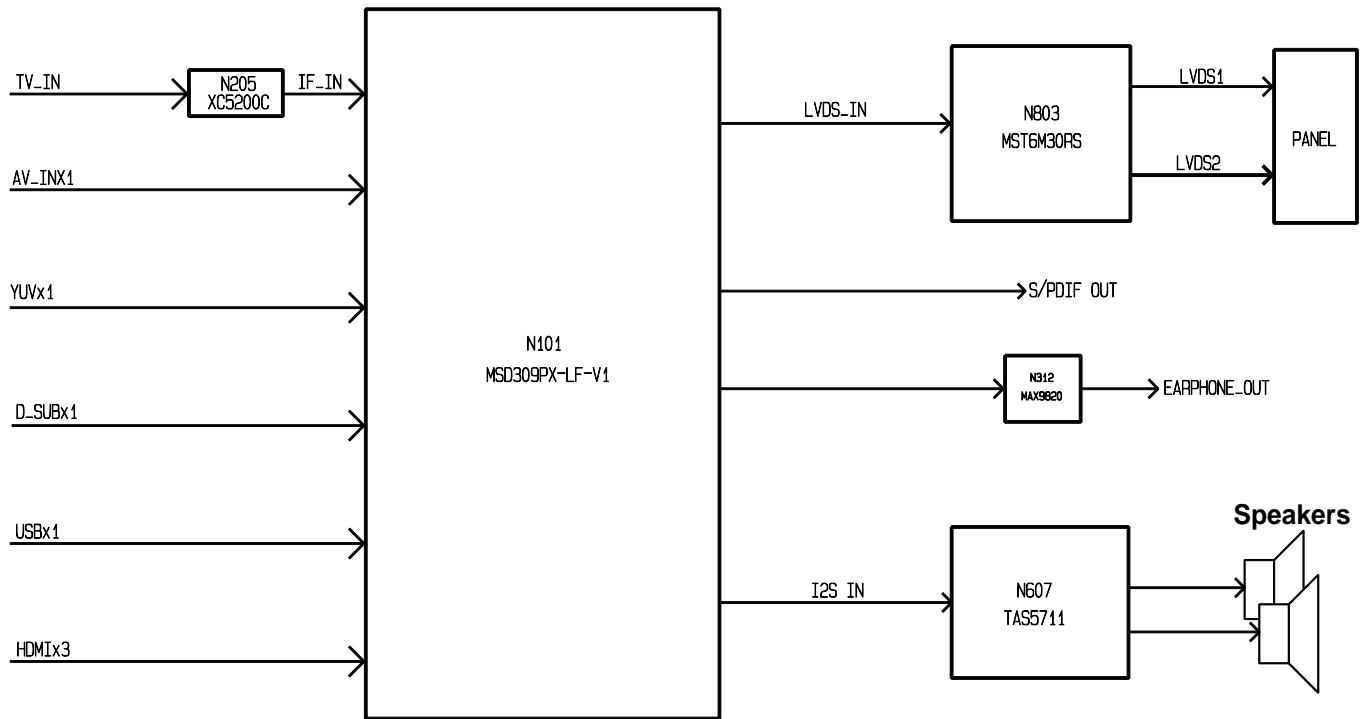 TV_IN
N205
XC5200C
IF_IN
AV_INX1
YUVx1
D_SUBx1
USBx1
HDMIx3
N101
MSD309PX-LF-V1
LVDS_IN
N803
MST6M30RS
LVDS1
LVDS2
PANEL
S/PDIF OUT
N312
MAX9820
EARPHONE_OUT
I2S IN
N607
TAS5711
Speakers